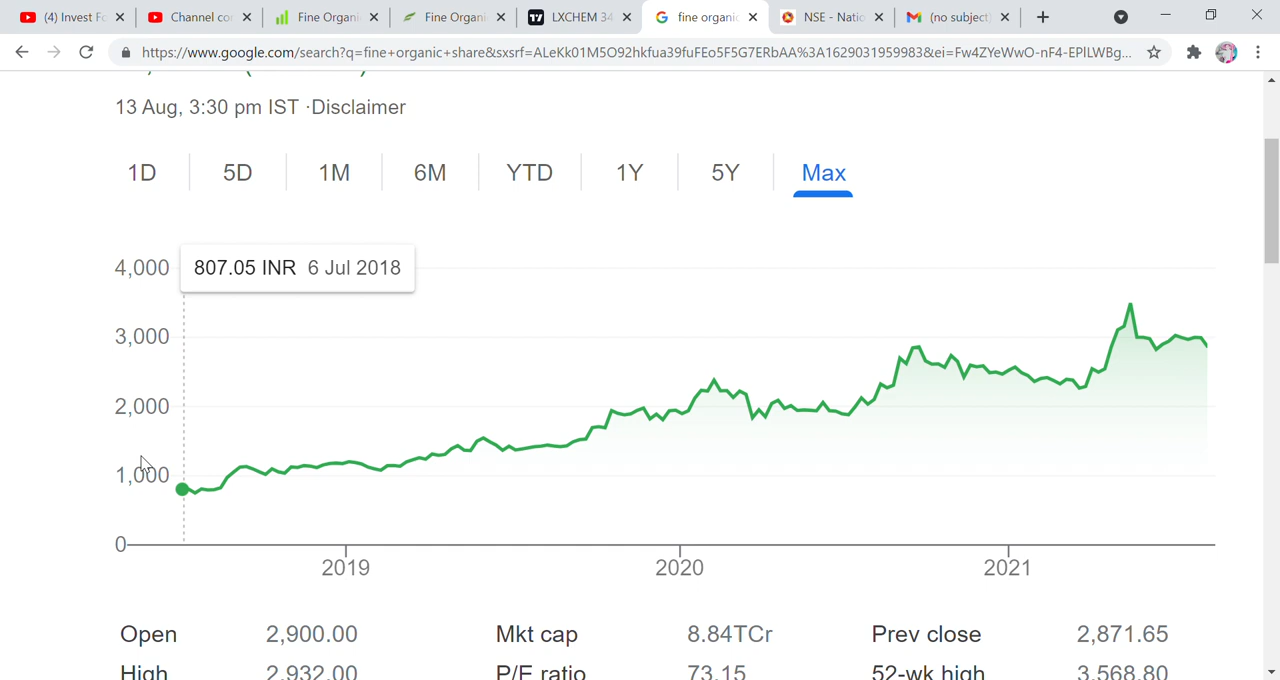 (4) Invest Fo
Channel co
Fine Organi
Fine Organi
LXCHEM 34
fine organic
NSE - Natio
(no subject)
https://www.google.com/search?q=fine+organic+share&sxsrf=ALeKk01M5O92hkfua39fuFEo5F5G7ERbAA%3A1629031959983&ei=Fw4ZYeWwO-nF4-EPlLWBg...
13 Aug, 3:30 pm IST ·Disclaimer
1D 5D 1M 6M YTD 1Y 5Y Max
807.05 INR 6 Jul 2018
4,000
3,000
2,000
1,000
0
2019 2020 2021
Open 2,900.00 Mkt cap 8.84TCr Prev close 2,871.65
High 2,932.00 P/E ratio 73.15 52-wk high 3,568.80